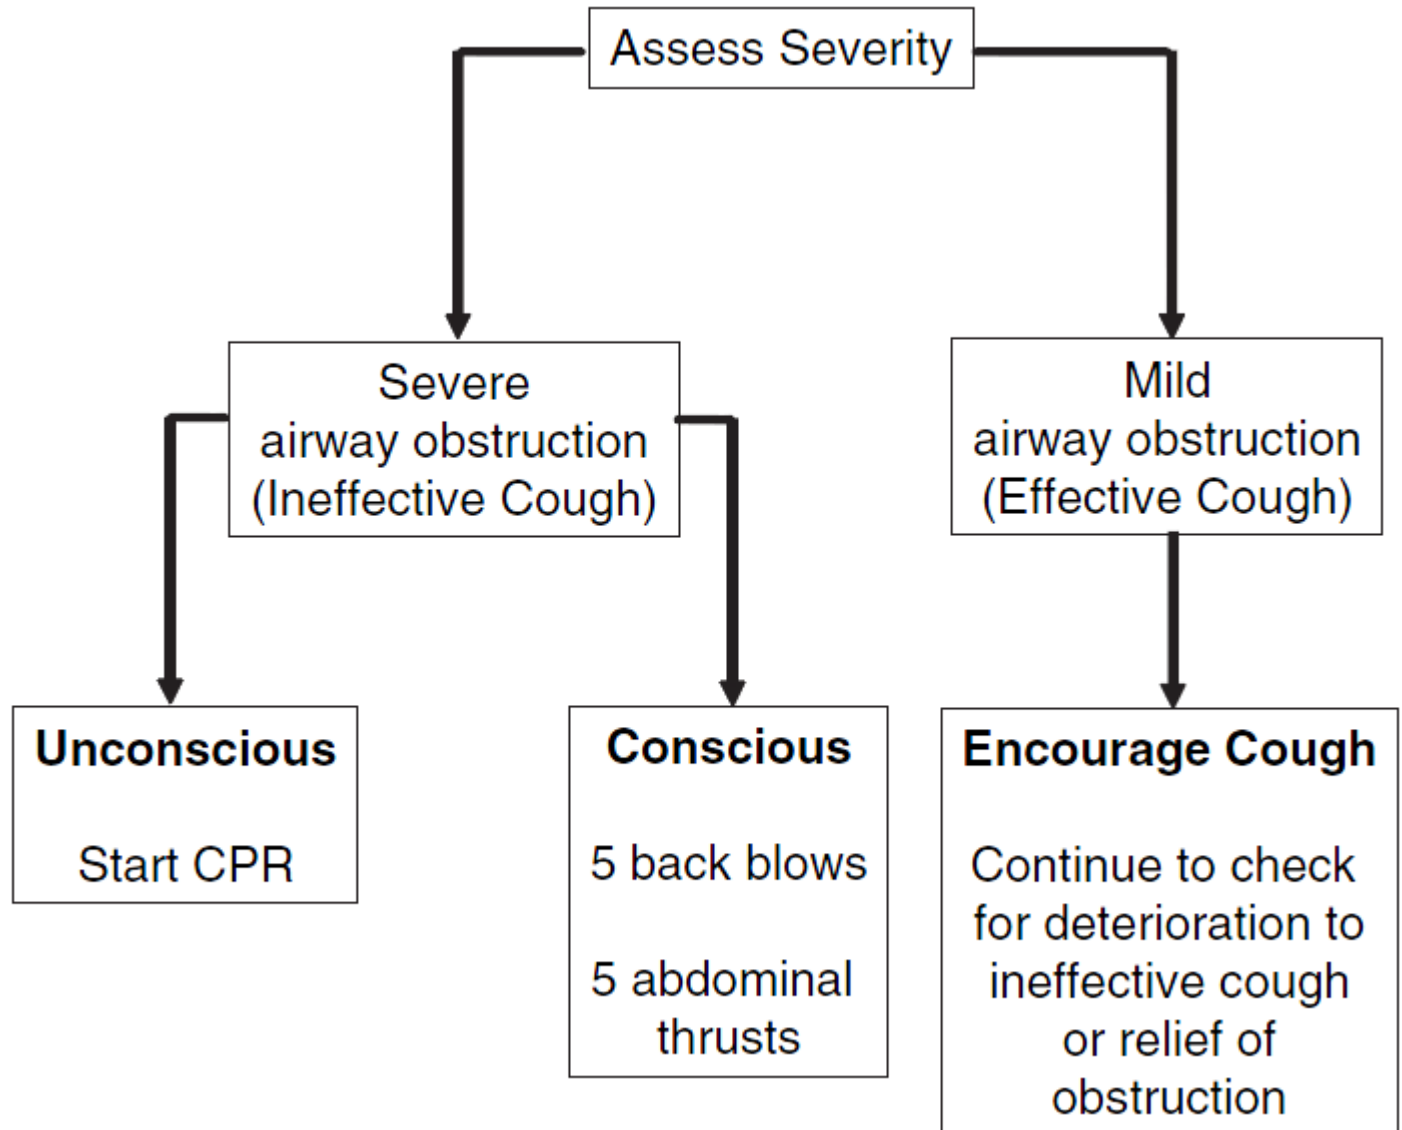 Assess Severity
Severe
airway obstruction
(Ineffective Cough)
Mild
airway obstruction
(Effective Cough)
Unconscious
Start CPR
Conscious
5 back blows
5 abdominal
thrusts
Encourage Cough
Continue to check
for deterioration to
ineffective cough
or relief of
obstruction